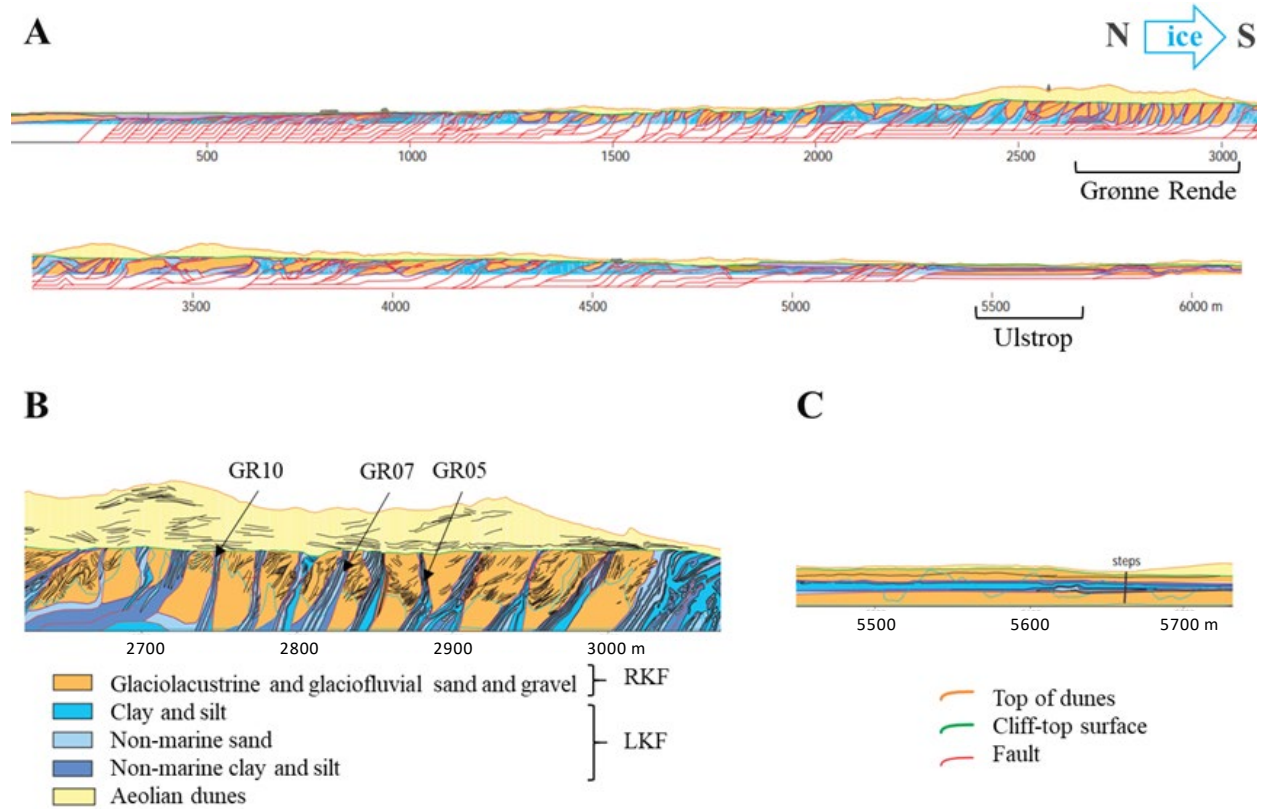 A
N ice S
500 1000 1500 2000 2500 3000
Grønne Rende
3500 4000 4500 5000 5500 6000 m
Ulstrop
B
C
GR10 GR07 GR05
steps
2700 2800 2900 3000 m
5500 5600 5700 m
Glaciolacustrine and glaciofluvial sand and gravel RKF
Clay and silt
Non-marine sand LKF
Non-marine clay and silt
Aeolian dunes
Top of dunes
Cliff-top surface
Fault